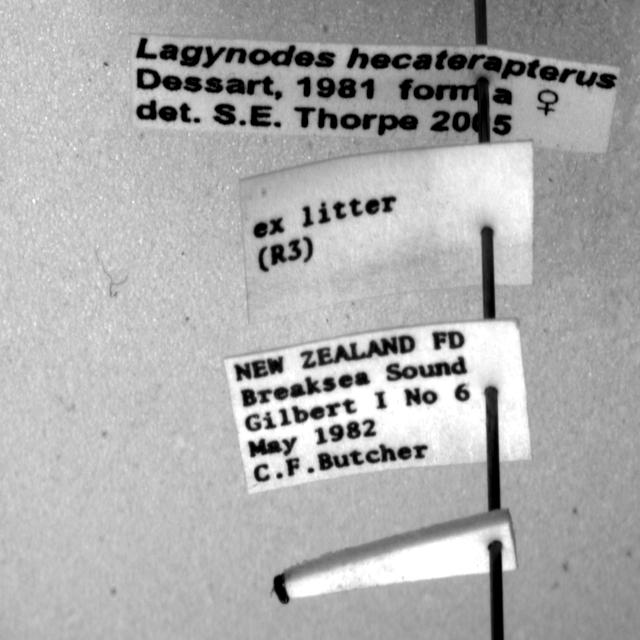 Lagynodes hecaterapterus
Dessart, 1981 form a ♀
det. S.E. Thorpe 2005
ex litter
(R3)
NEW ZEALAND FD
Breaksea Sound
Gilbert I No 6
May 1982
C.F.Butcher